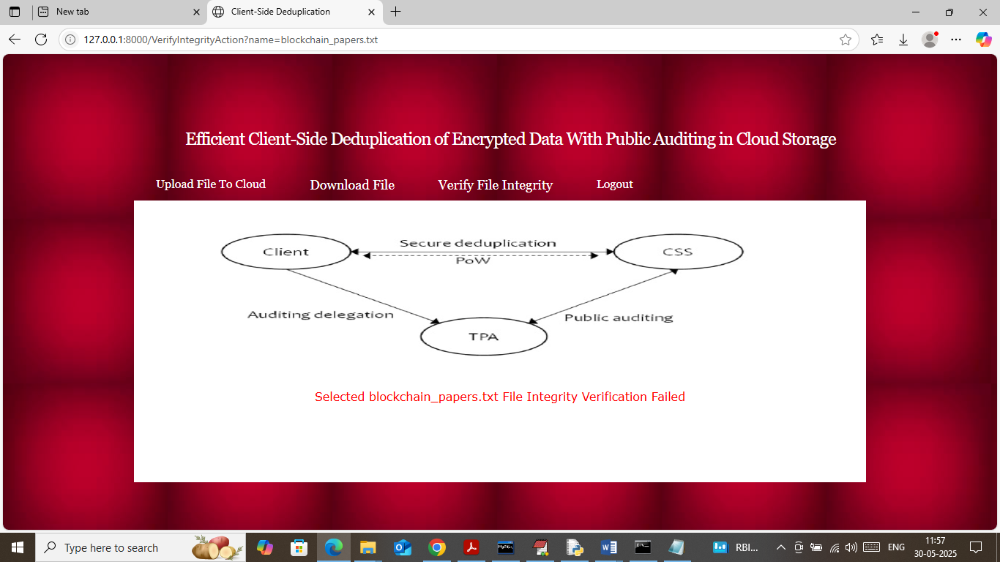 New tab
Client-Side Deduplication
127.0.0.1:8000/VerifyIntegrityAction?name=blockchain_papers.txt
Efficient Client-Side Deduplication of Encrypted Data With Public Auditing in Cloud Storage
Upload File To Cloud
Download File
Verify File Integrity
Logout
Secure deduplication
Client
CSS
PoW
Auditing delegation
Public auditing
TPA
Selected blockchain_papers.txt File Integrity Verification Failed
Type here to search
RBI...
ENG
11:57
30-05-2025